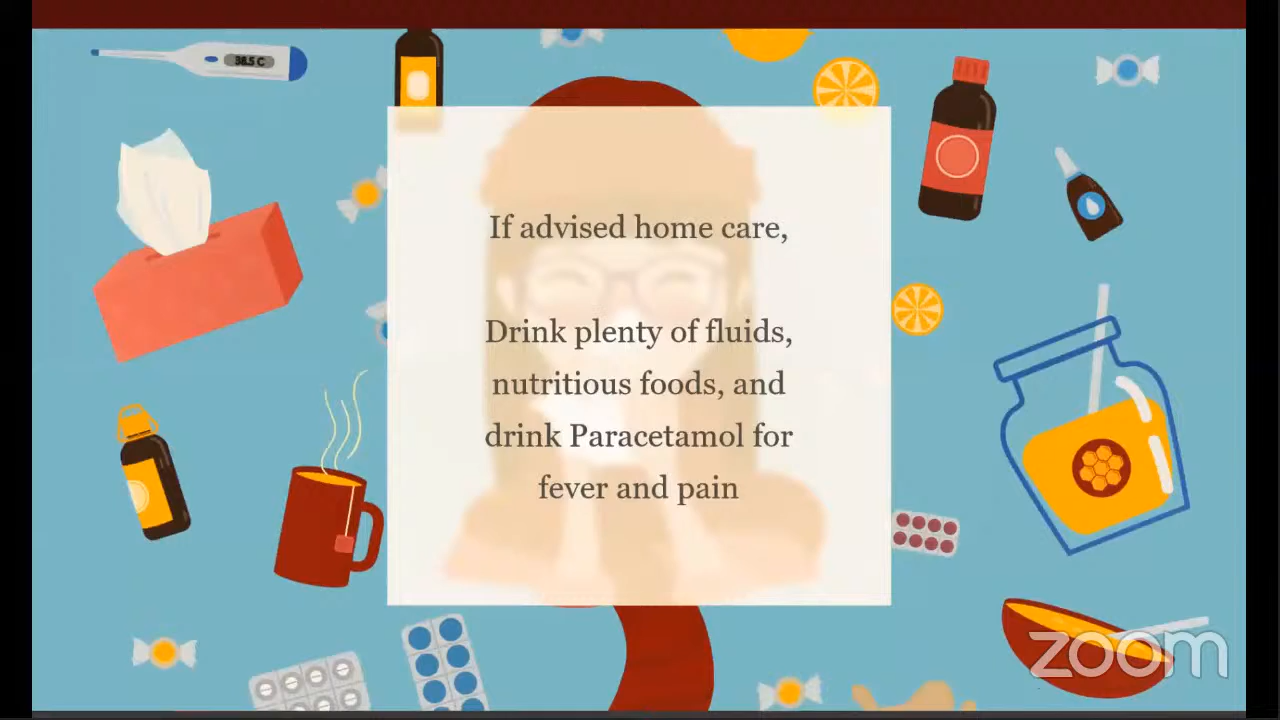 38.5 C
If advised home care,
Drink plenty of fluids,
nutritious foods, and
drink Paracetamol for
fever and pain
zoom